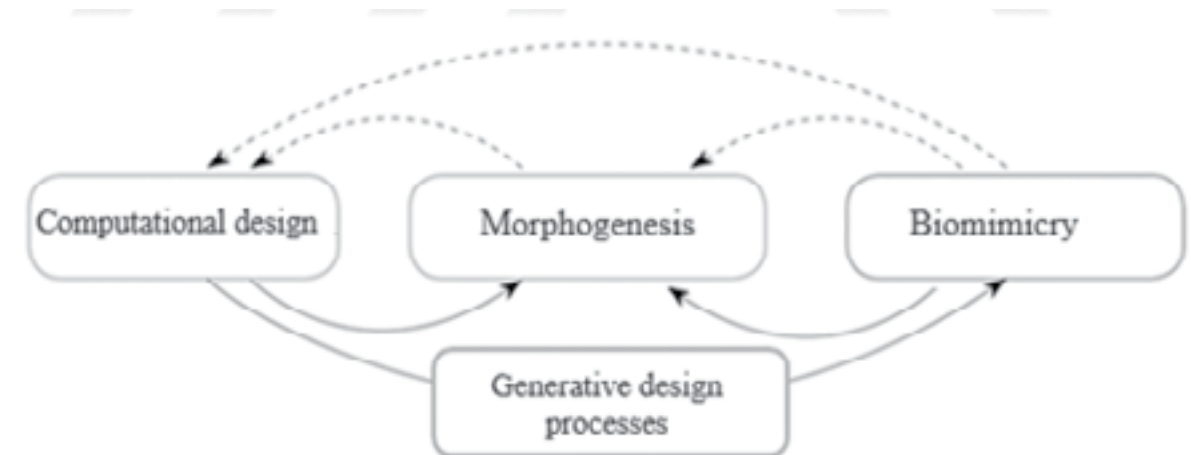 Computational design
Morphogenesis
Biomimicry
Generative design
processes